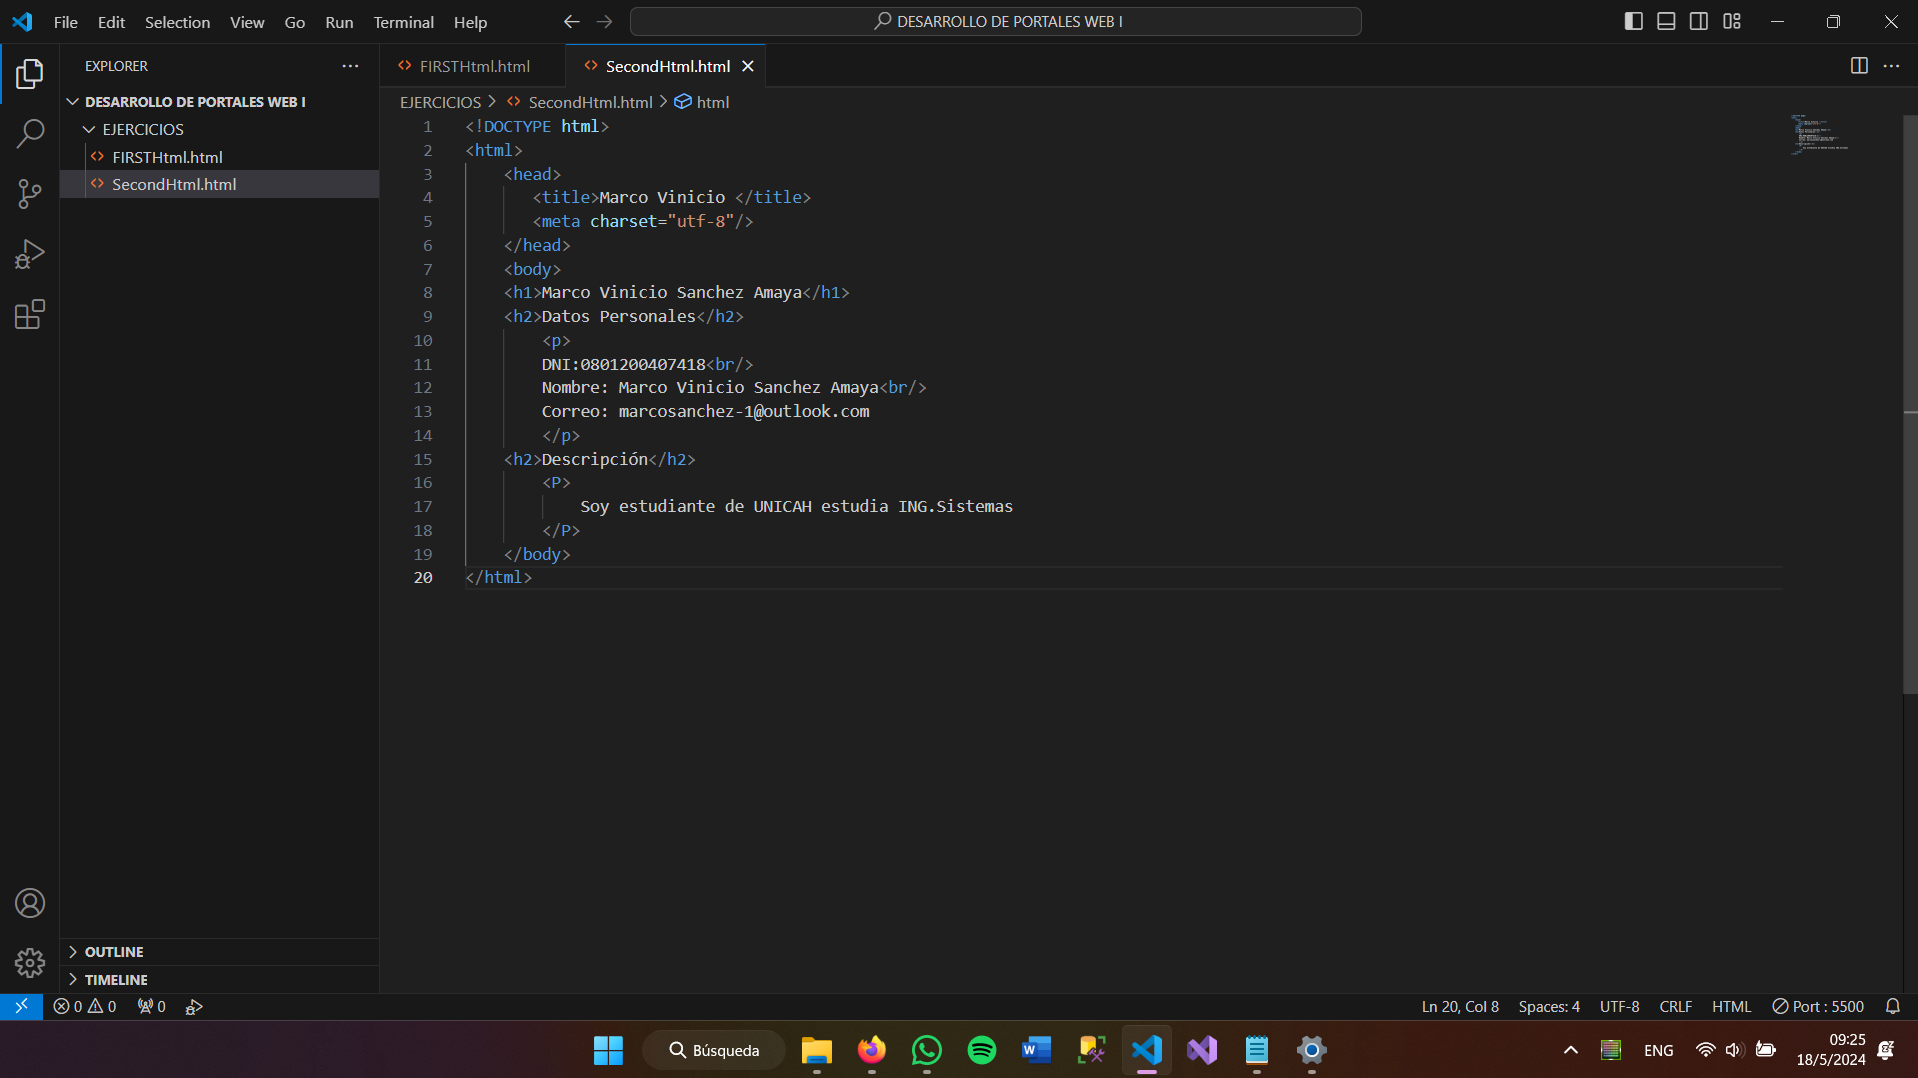 File Edit Selection View Go Run Terminal Help
DESARROLLO DE PORTALES WEB I
EXPLORER
DESARROLLO DE PORTALES WEB I
EJERCICIOS
FIRSTHtml.html
SecondHtml.html
OUTLINE
TIMELINE
FIRSTHtml.html SecondHtml.html
EJERCICIOS SecondHtml.html html
1 <!DOCTYPE html>
2 <html>
3 <head>
4 <title>Marco Vinicio </title>
5 <meta charset="utf-8"/>
6 </head>
7 <body>
8 <h1>Marco Vinicio Sanchez Amaya</h1>
9 <h2>Datos Personales</h2>
10 <p>
11 DNI:0801200407418<br/>
12 Nombre: Marco Vinicio Sanchez Amaya<br/>
13 Correo: marcosanchez-1@outlook.com
14 </p>
15 <h2>Descripción</h2>
16 <P>
17 Soy estudiante de UNICAH estudia ING.Sistemas
18 </P>
19 </body>
20 </html>
0 0 0 Ln 20, Col 8 Spaces: 4 UTF-8 CRLF HTML Port : 5500
Búsqueda ENG 09:25
18/5/2024